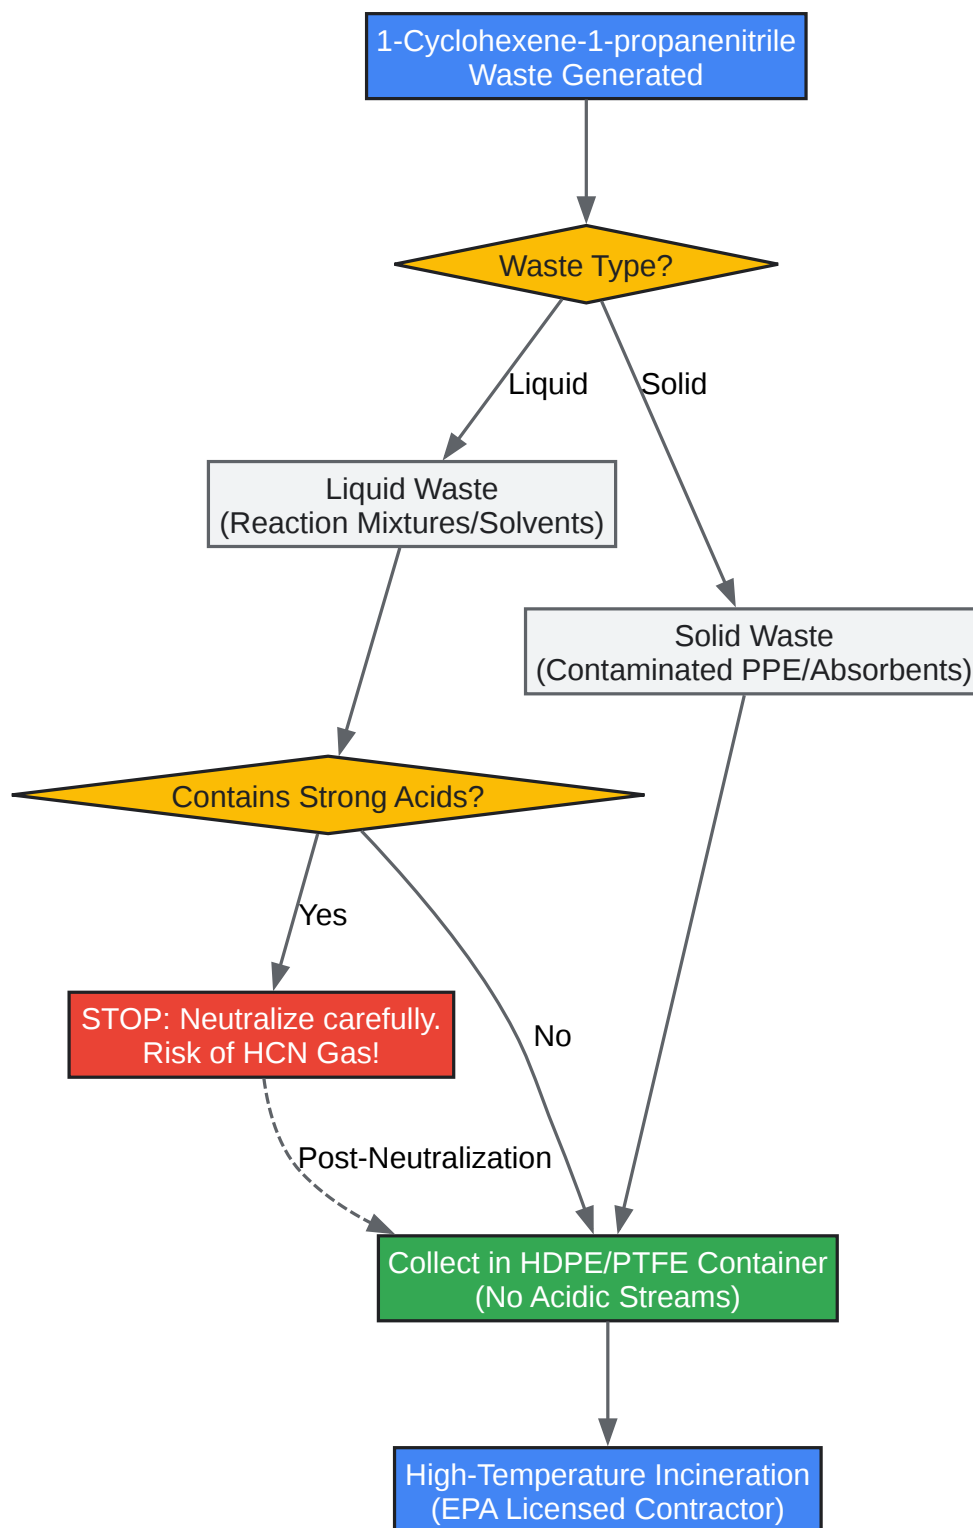 1-Cyclohexene-1-propanenitrile
Waste Generated
Waste Type?
Liquid
Solid
Liquid Waste
(Reaction Mixtures/Solvents)
Solid Waste
(Contaminated PPE/Absorbents)
Contains Strong Acids?
Yes
STOP: Neutralize carefully.
Risk of HCN Gas!
No
Post-Neutralization
Collect in HDPE/PTFE Container
(No Acidic Streams)
High-Temperature Incineration
(EPA Licensed Contractor)